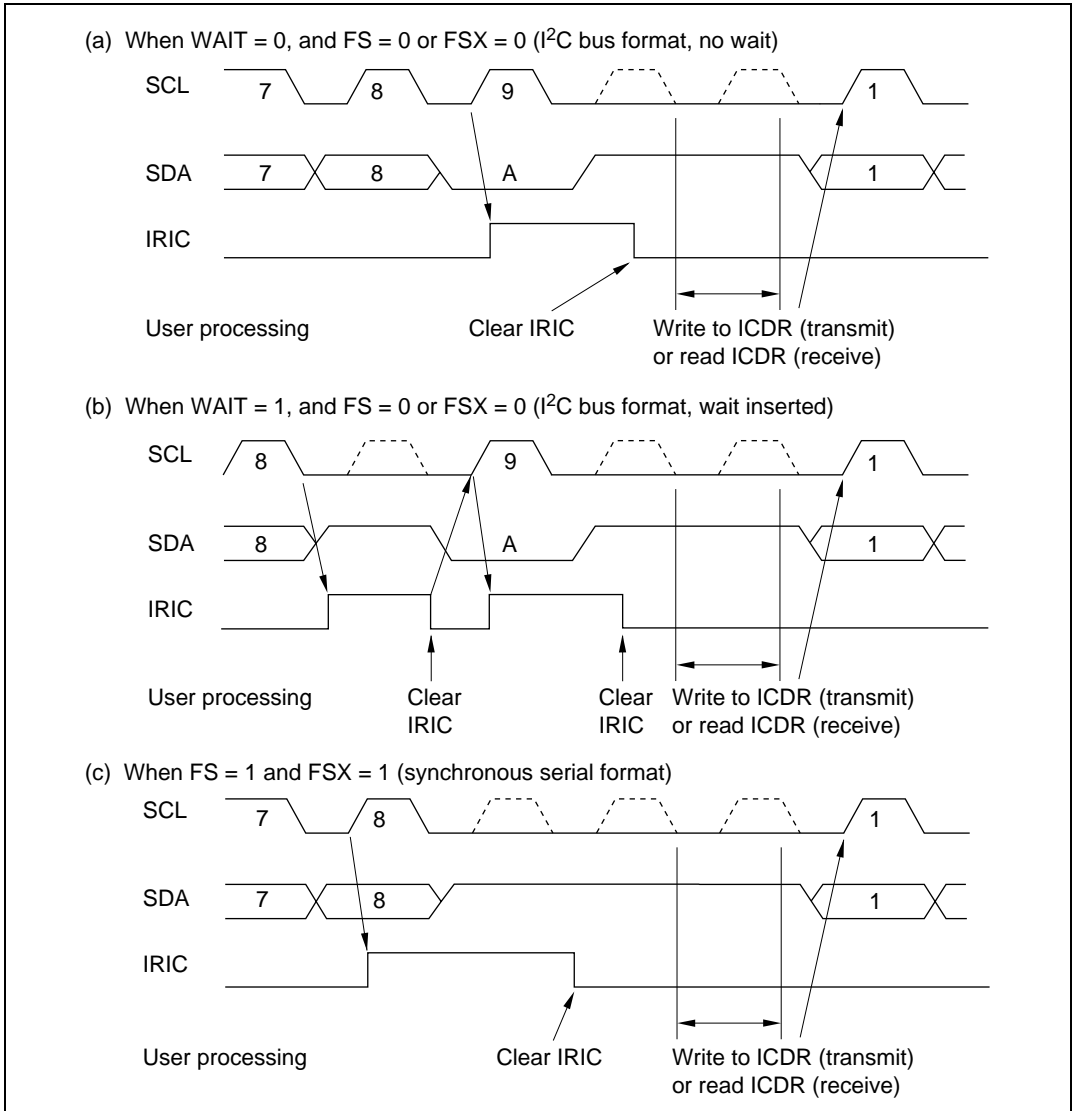 (a) When WAIT = 0, and FS = 0 or FSX = 0 (I²C bus format, no wait)
SCL
7 8 9 1
SDA
7 8 A 1
IRIC
User processing Clear IRIC Write to ICDR (transmit)
or read ICDR (receive)
(b) When WAIT = 1, and FS = 0 or FSX = 0 (I²C bus format, wait inserted)
SCL
8 9 1
SDA
8 A 1
IRIC
User processing Clear Clear Write to ICDR (transmit)
IRIC IRIC or read ICDR (receive)
(c) When FS = 1 and FSX = 1 (synchronous serial format)
SCL
7 8 1
SDA
7 8 1
IRIC
User processing Clear IRIC Write to ICDR (transmit)
or read ICDR (receive)